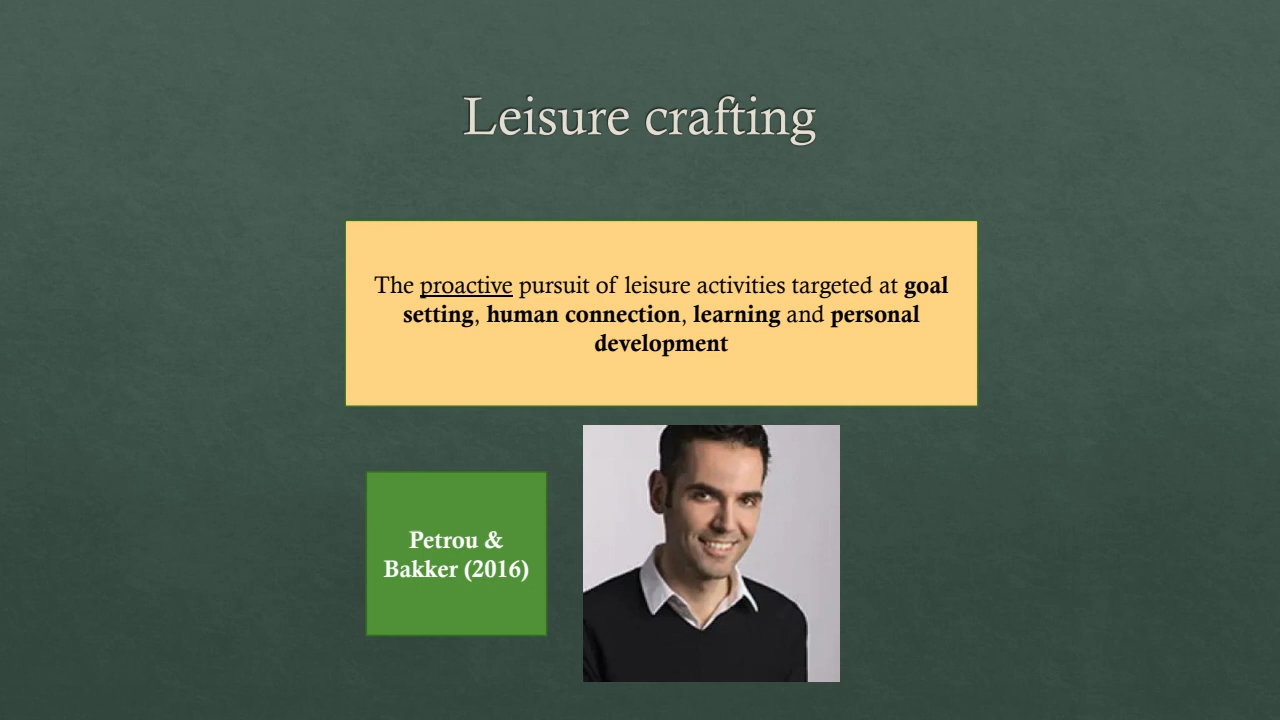 Leisure crafting
The proactive pursuit of leisure activities targeted at goal
setting, human connection, learning and personal
development
Petrou &
Bakker (2016)